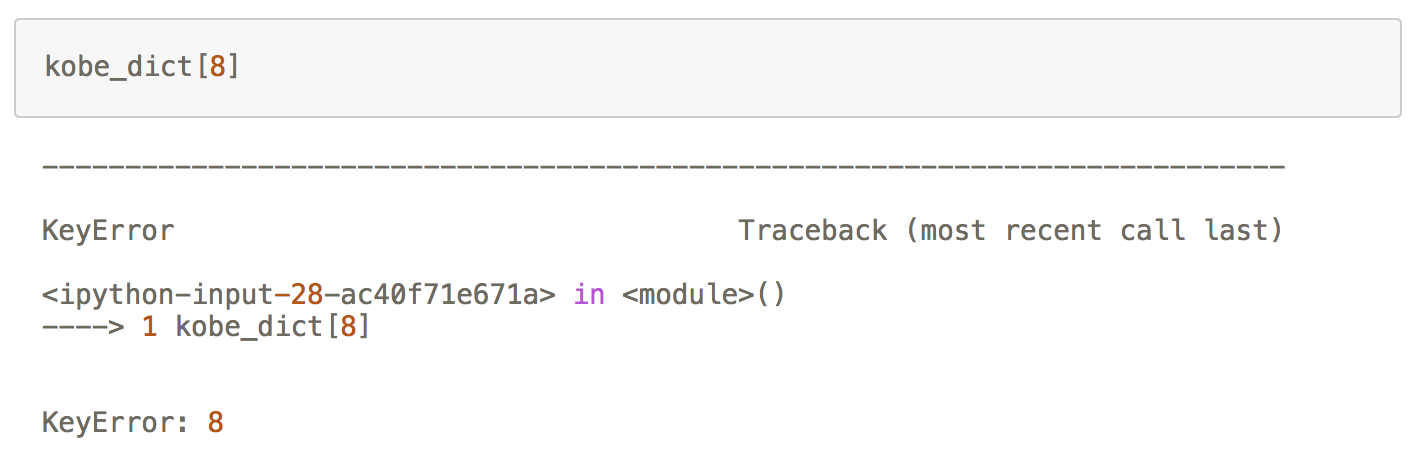 kobe_dict[8]
---------------------------------------------------------------------------
KeyError                                  Traceback (most recent call last)
<ipython-input-28-ac40f71e671a> in <module>()
----> 1 kobe_dict[8]
KeyError: 8